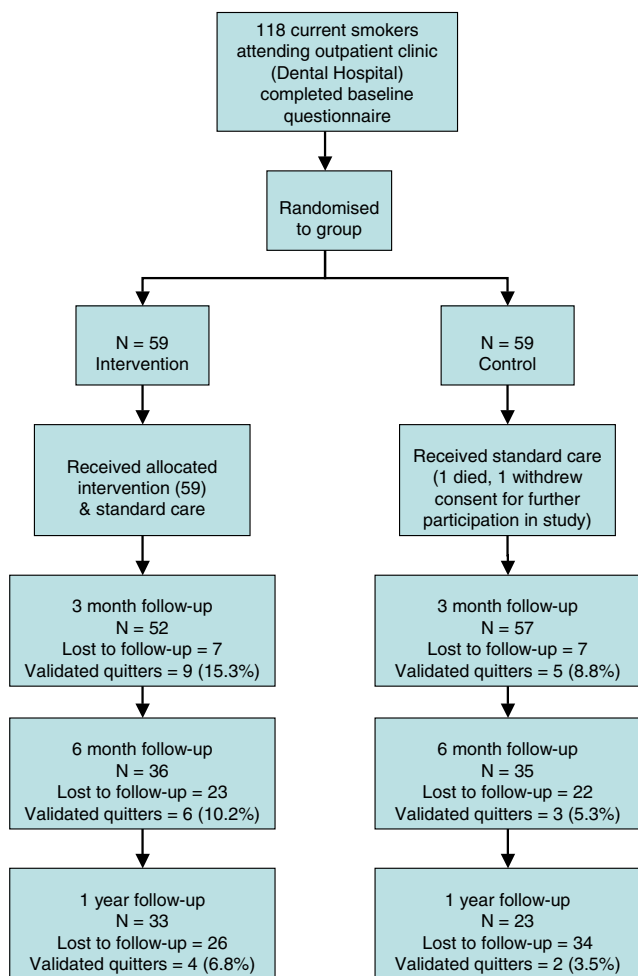 118 current smokers
attending outpatient clinic
(Dental Hospital)
completed baseline
questionnaire
Randomised
to group
N = 59
Intervention
N = 59
Control
Received allocated
intervention (59)
& standard care
Received standard care
(1 died, 1 withdrew
consent for further
participation in study)
3 month follow-up
N = 52
Lost to follow-up = 7
Validated quitters = 9 (15.3%)
3 month follow-up
N = 57
Lost to follow-up = 7
Validated quitters = 5 (8.8%)
6 month follow-up
N = 36
Lost to follow-up = 23
Validated quitters = 6 (10.2%)
6 month follow-up
N = 35
Lost to follow-up = 22
Validated quitters = 3 (5.3%)
1 year follow-up
N = 33
Lost to follow-up = 26
Validated quitters = 4 (6.8%)
1 year follow-up
N = 23
Lost to follow-up = 34
Validated quitters = 2 (3.5%)